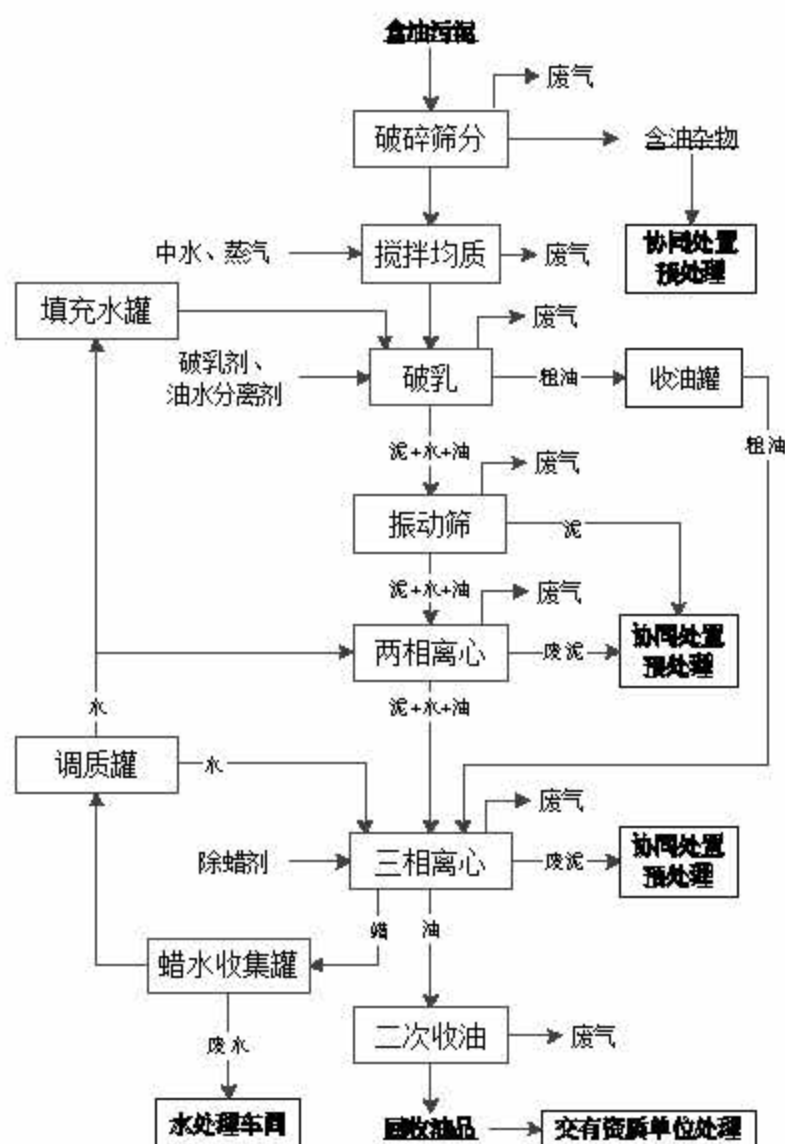 含油污泥
废气
破碎筛分
含油杂物
中水、蒸气
搅拌均质
废气
协同处置
预处理
填充水罐
废气
破乳剂、
油水分离剂
破乳
粗油
收油罐
粗油
泥+水+油
废气
振动筛
泥
泥+水+油
废气
两相离心
废泥
协同处置
预处理
水
泥+水+油
调质罐
水
废气
除蜡剂
三相离心
废泥
协同处置
预处理
蜡
油
蜡水收集罐
废水
二次收油
废气
水处理车间
回收油品
交有资质单位处理